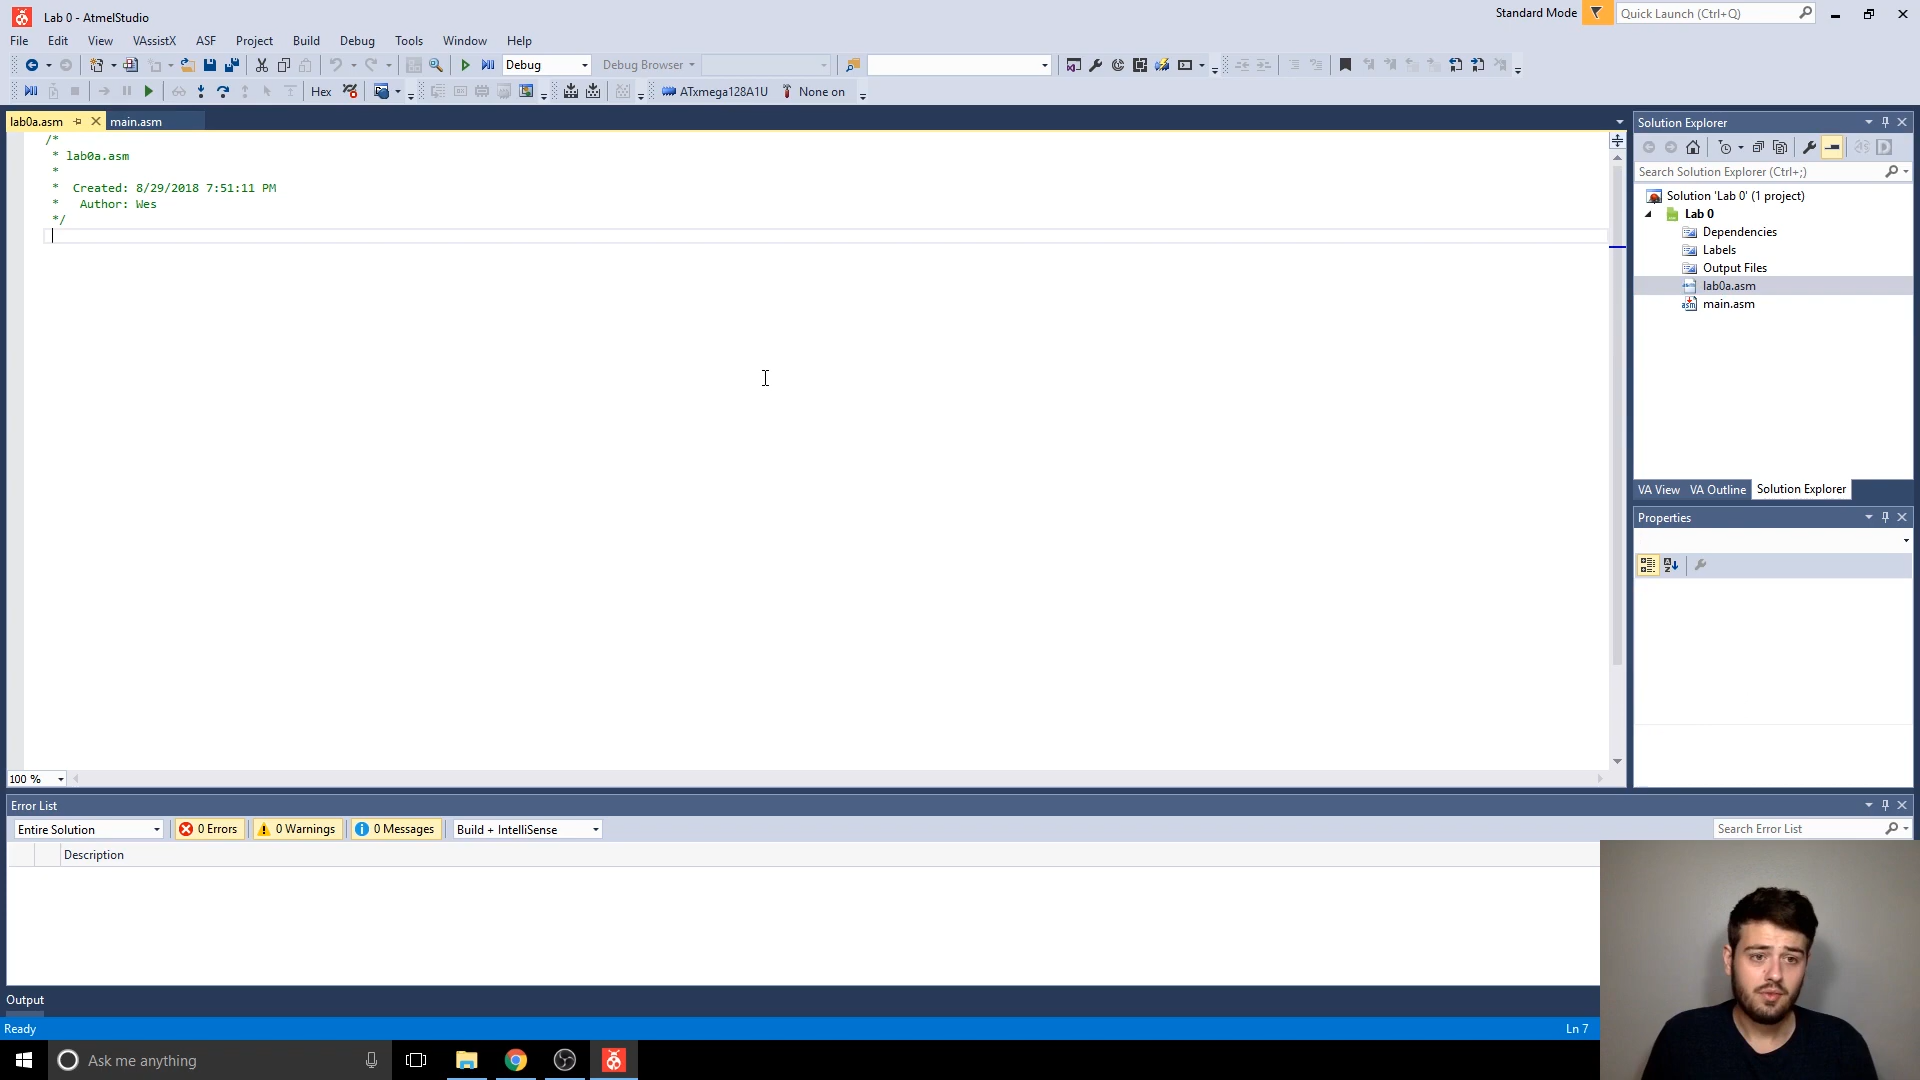 Lab 0 - AtmelStudio
Standard Mode
Quick Launch (Ctrl+Q)
File Edit View VAssistX ASF Project Build Debug Tools Window Help
Debug
Debug Browser
Hex
ATxmega128A1U
None on
lab0a.asm
main.asm
/*
* lab0a.asm
*
* Created: 8/29/2018 7:51:11 PM
* Author: Wes
*/
100 %
Solution Explorer
Search Solution Explorer (Ctrl+;)
Solution 'Lab 0' (1 project)
Lab 0
Dependencies
Labels
Output Files
lab0a.asm
main.asm
VA View VA Outline Solution Explorer
Properties
Error List
Entire Solution
0 Errors
0 Warnings
0 Messages
Build + IntelliSense
Search Error List
Description
Output
Ready
Ln 7
Ask me anything